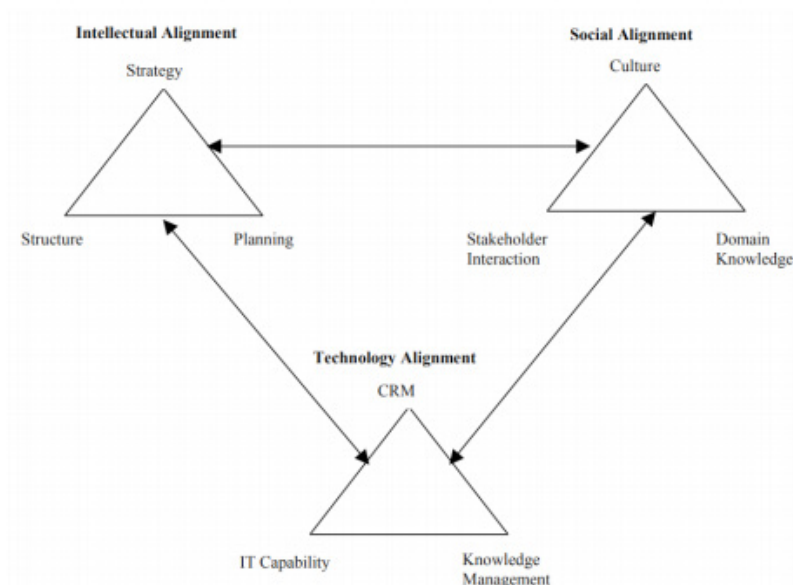 Intellectual Alignment
Strategy
Structure
Planning
Social Alignment
Culture
Stakeholder
Interaction
Domain
Knowledge
Technology Alignment
CRM
IT Capability
Knowledge
Management